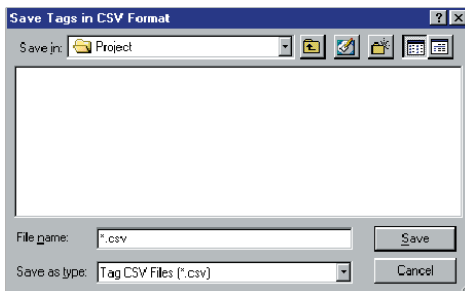 Save Tags in CSV Format
Save in: Project
File name: *.csv Save
Save as type: Tag CSV Files (*.csv) Cancel